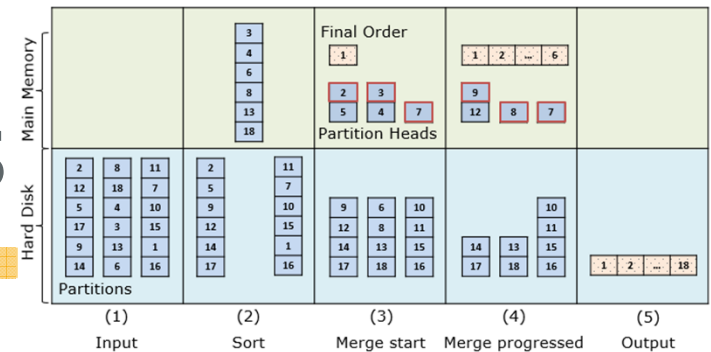 Main Memory
Hard Disk
3
4
6
8
13
18
Final Order
1
2 3
5 4 7
Partition Heads
1 2 ... 6
9
12 8 7
2 8 11
12 18 7
5 4 10
17 3 15
9 13 1
14 6 16
Partitions
2 11
5 7
9 10
12 15
14 1
17 16
9 6 10
12 8 11
14 13 15
17 18 16
10
11
14 13 15
17 18 16
1 2 ... 18
(1) (2) (3) (4) (5)
Input Sort Merge start Merge progressed Output